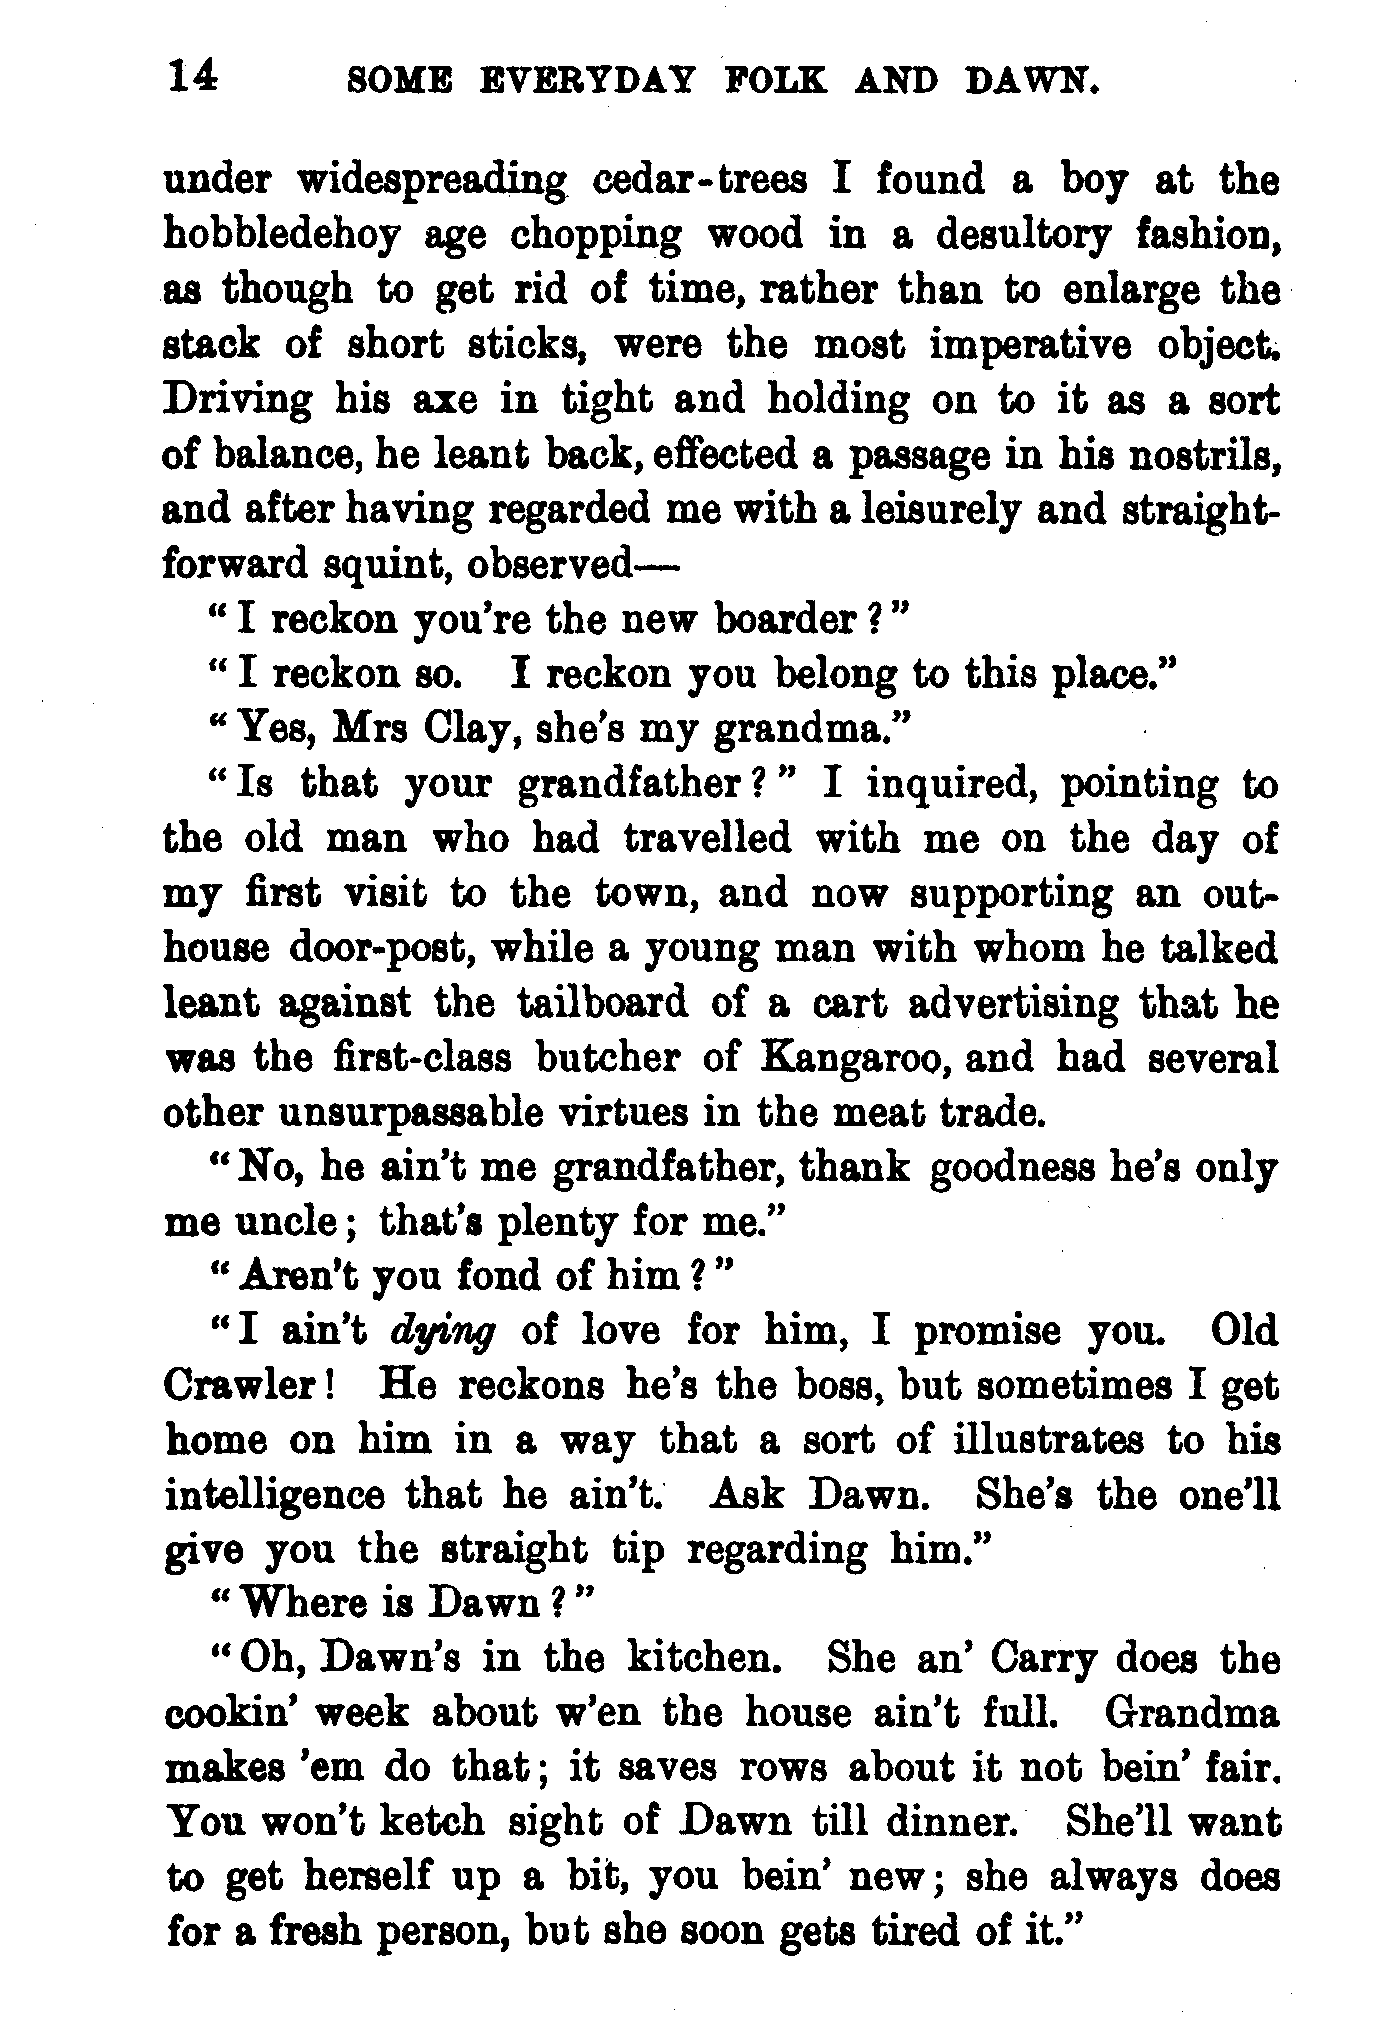 14 SOME EVERYDAY FOLK AND DAWN.
under widespreading cedar-trees I found a boy at the
hobbledehoy age chopping wood in a desultory fashion,
as though to get rid of time, rather than to enlarge the
stack of short sticks, were the most imperative object.
Driving his axe in tight and holding on to it as a sort
of balance, he leant back, effected a passage in his nostrils,
and after having regarded me with a leisurely and straight-
forward squint, observed—
"I reckon you're the new boarder?"
"I reckon so. I reckon you belong to this place."
"Yes, Mrs Clay, she's my grandma."
"Is that your grandfather?" I inquired, pointing to
the old man who had travelled with me on the day of
my first visit to the town, and now supporting an out-
house door-post, while a young man with whom he talked
leant against the tailboard of a cart advertising that he
was the first-class butcher of Kangaroo, and had several
other unsurpassable virtues in the meat trade.
"No, he ain't me grandfather, thank goodness he's only
me uncle; that's plenty for me."
"Aren't you fond of him?"
"I ain't dying of love for him, I promise you. Old
Crawler! He reckons he's the boss, but sometimes I get
home on him in a way that a sort of illustrates to his
intelligence that he ain't. Ask Dawn. She's the one'll
give you the straight tip regarding him."
"Where is Dawn?"
"Oh, Dawn's in the kitchen. She an' Carry does the
cookin' week about w'en the house ain't full. Grandma
makes 'em do that; it saves rows about it not bein' fair.
You won't ketch sight of Dawn till dinner. She'll want
to get herself up a bit, you bein' new; she always does
for a fresh person, but she soon gets tired of it."